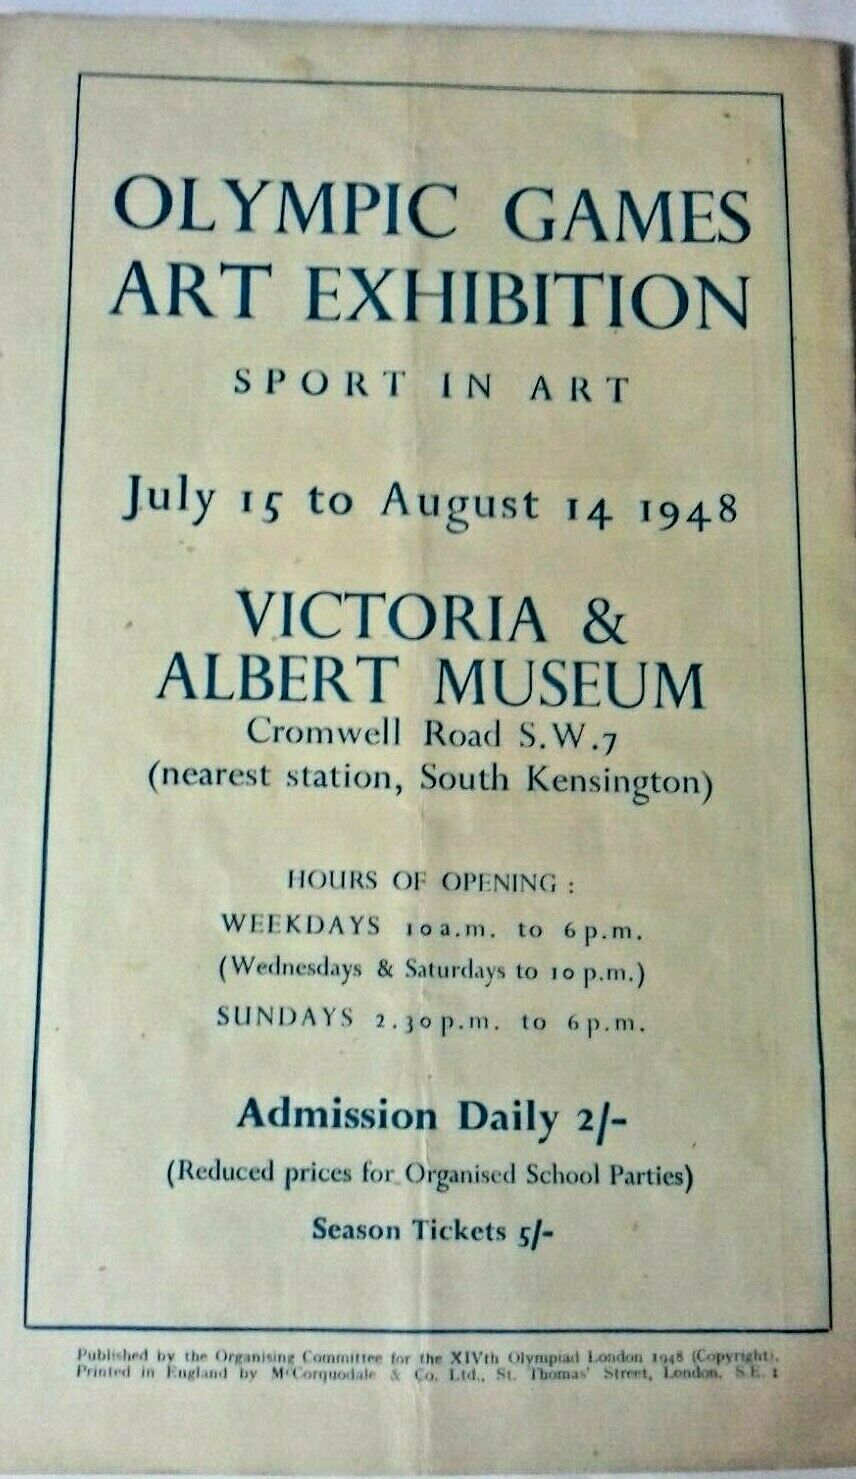 OLYMPIC GAMES
ART EXHIBITION
SPORT IN ART
July 15 to August 14 1948
VICTORIA &
ALBERT MUSEUM
Cromwell Road S.W.7
(nearest station, South Kensington)
HOURS OF OPENING :
WEEKDAYS 10 a.m. to 6 p.m.
(Wednesdays & Saturdays to 10 p.m.)
SUNDAYS 2.30 p.m. to 6 p.m.
Admission Daily 2/-
(Reduced prices for Organised School Parties)
Season Tickets 5/-
Published by the Organising Committee for the XIVth Olympiad London 1948 (Copyright).
Printed in England by McCorquodale & Co. Ltd., St. Thomas' Street, London, S.E. 1